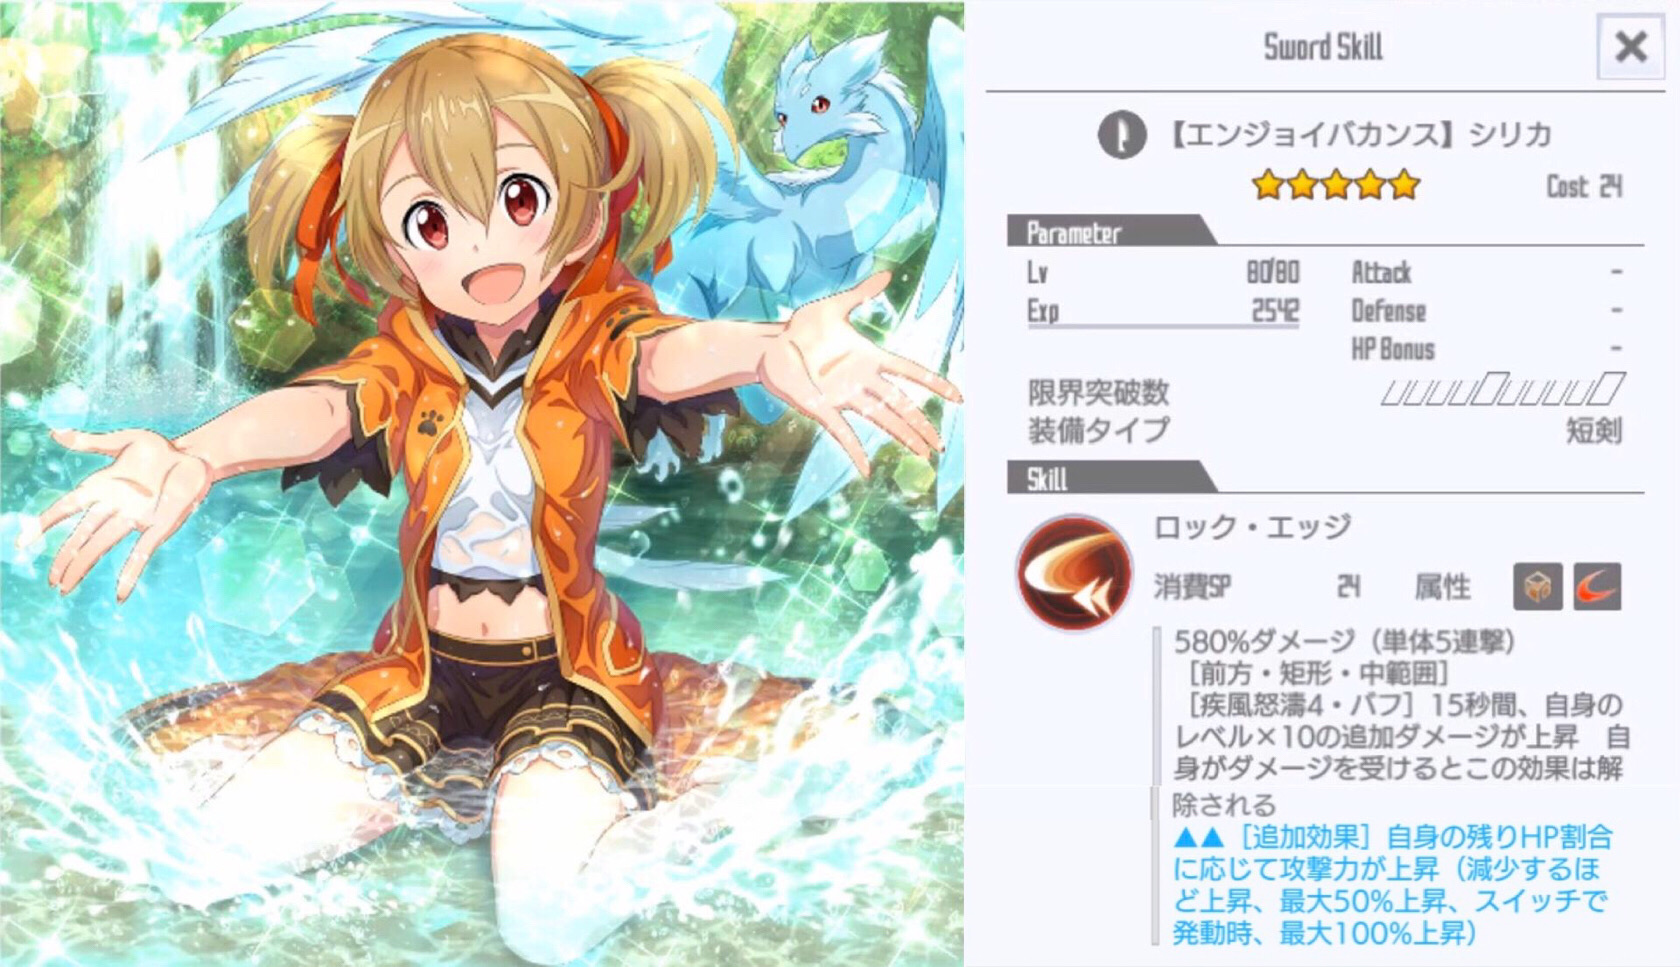 Sword Skill
【エンジョイバカンス】シリカ
Cost 24
Parameter
Lv 80/80 Attack -
Exp 2542 Defense -
HP Bonus -
限界突破数
装備タイプ 短剣
Skill
ロック・エッジ
消費SP 24 属性
580%ダメージ（単体5連撃）
［前方・矩形・中範囲］
［疾風怒濤4・バフ］15秒間、自身の
レベル×10の追加ダメージが上昇　自
身がダメージを受けるとこの効果は解
除される
▲▲［追加効果］自身の残りHP割合
に応じて攻撃力が上昇（減少するほ
ど上昇、最大50%上昇、スイッチで
発動時、最大100%上昇）